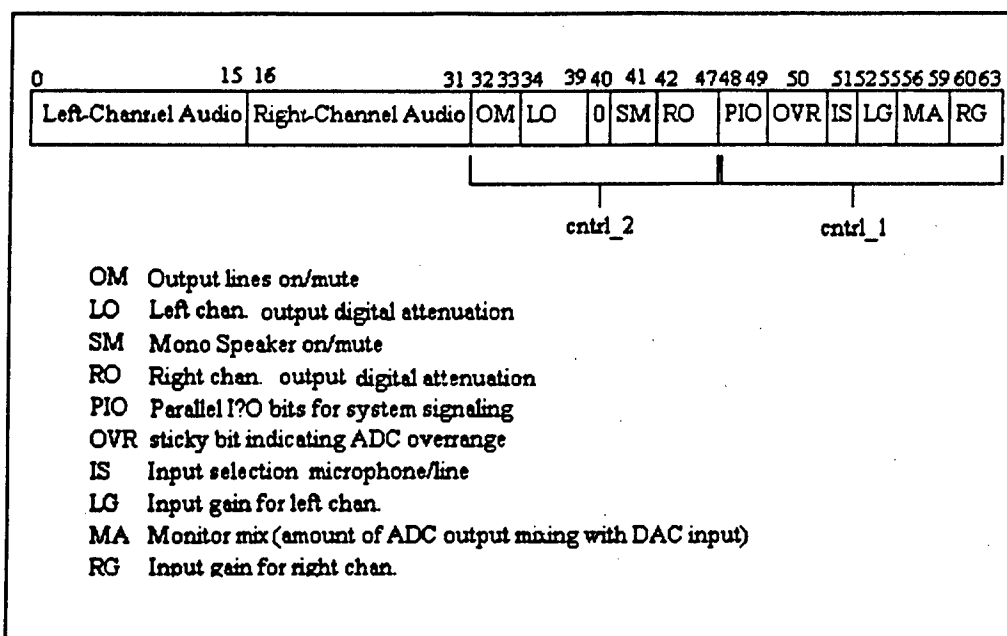 0 15 16 31 32 33 34 39 40 41 42 47 48 49 50 51 52 55 56 59 60 63
Left-Channel Audio Right-Channel Audio OM LO 0 SM RO PIO OVR IS LG MA RG
cntrl_2 cntrl_1
OM Output lines on/mute
LO Left chan. output digital attenuation
SM Mono Speaker on/mute
RO Right chan. output digital attenuation
PIO Parallel I?O bits for system signaling
OVR sticky bit indicating ADC overrange
IS Input selection microphone/line
LG Input gain for left chan.
MA Monitor mix (amount of ADC output mixing with DAC input)
RG Input gain for right chan.